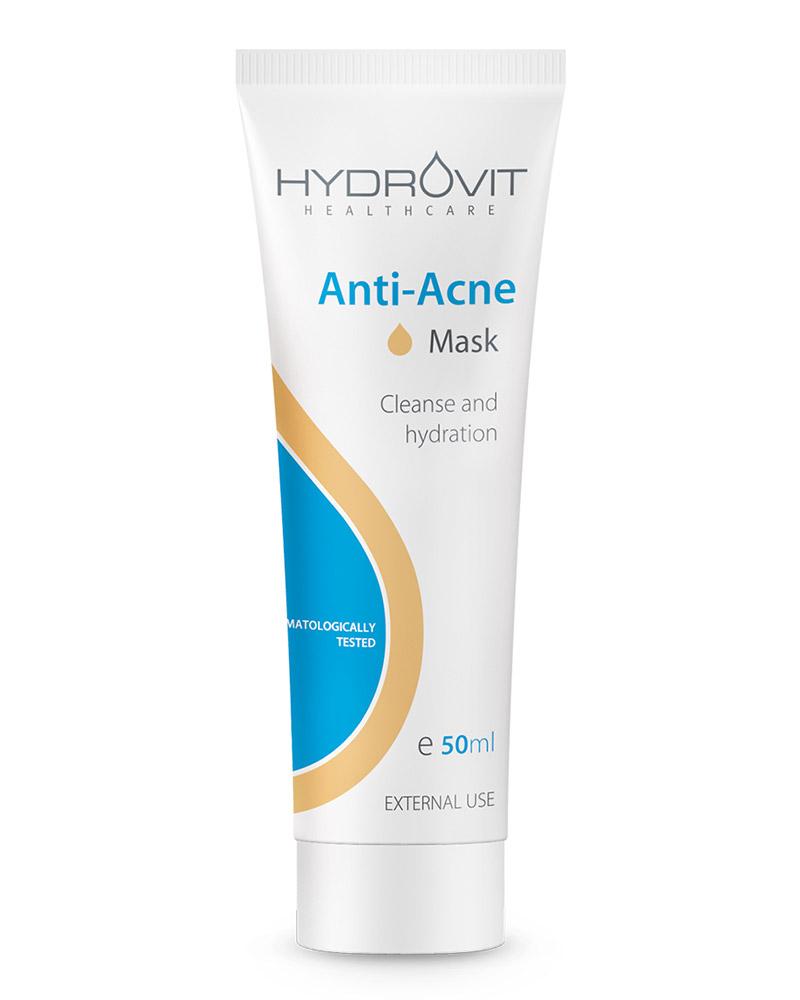 HYDROVIT
HEALTHCARE
Anti-Acne
Mask
Cleanse and
hydration
MATOLOGICALLY
TESTED
e 50ml
EXTERNAL USE